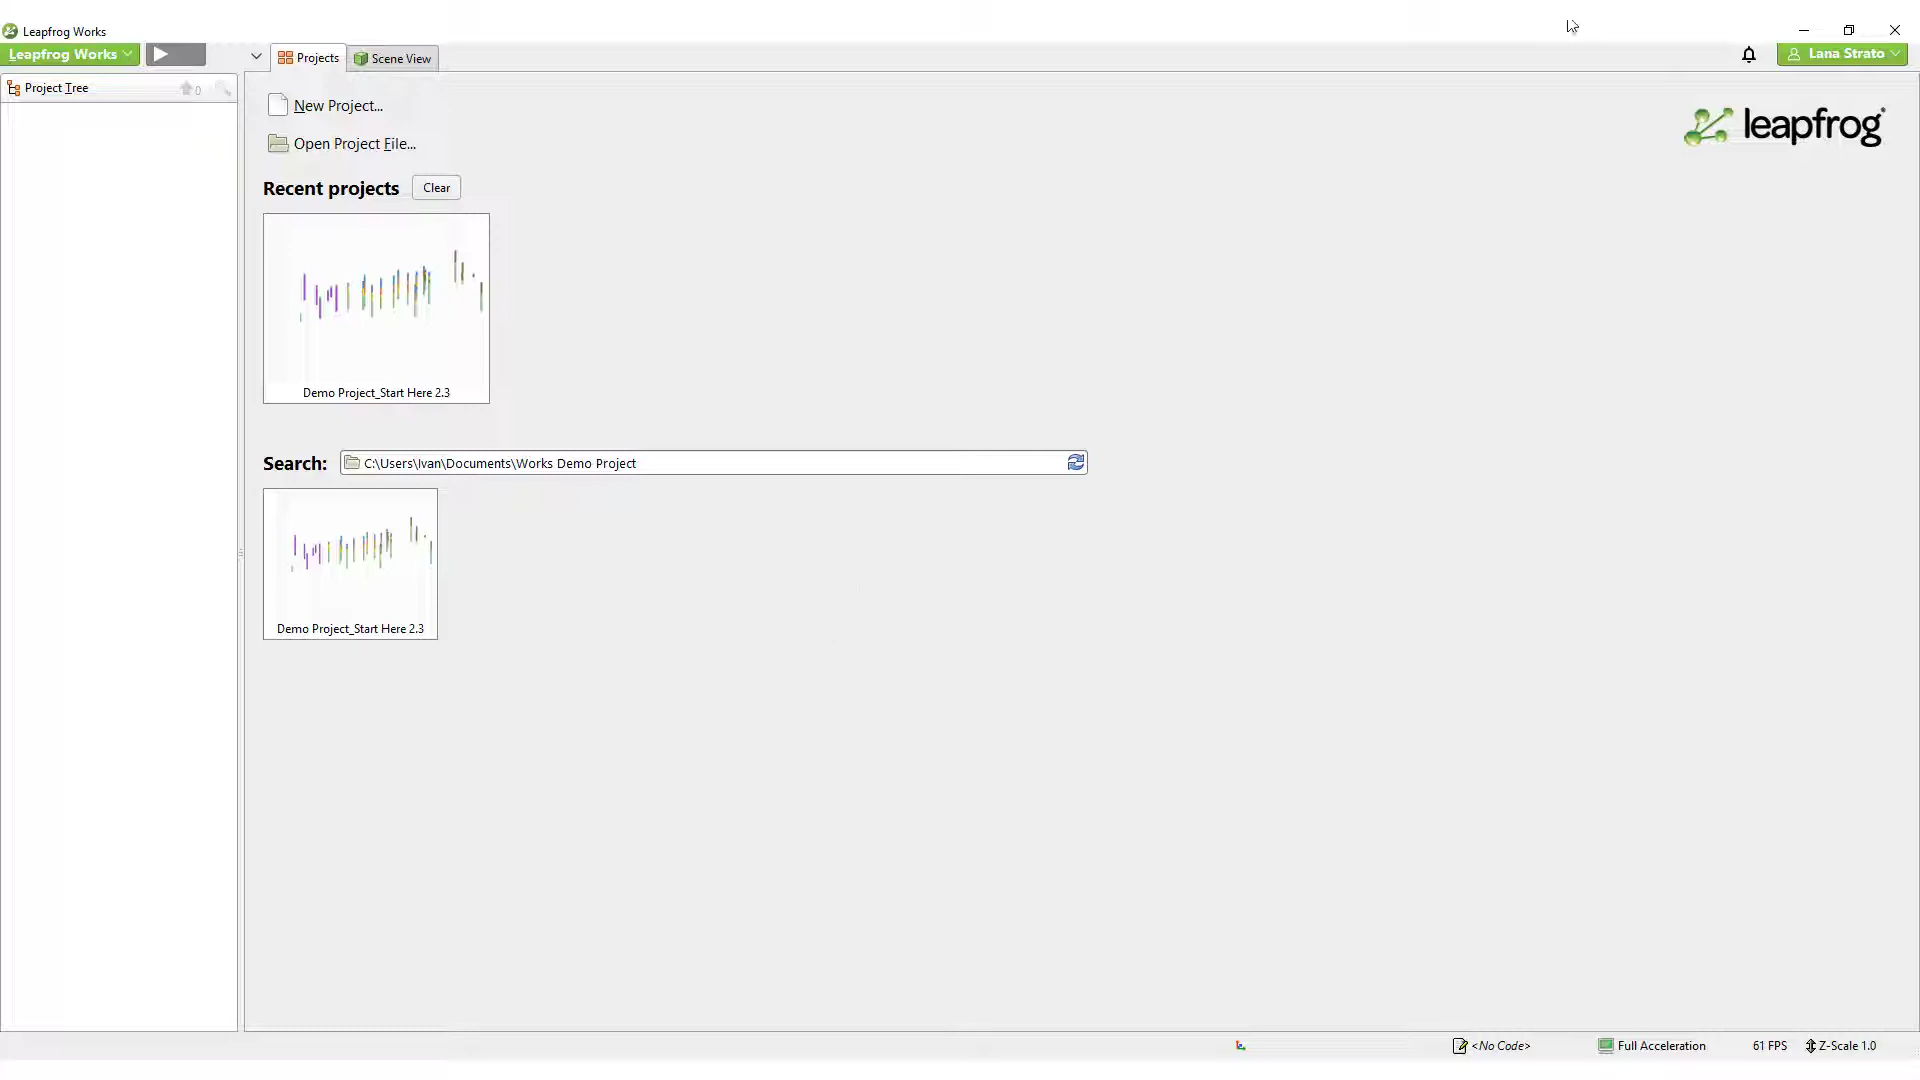 Leapfrog Works
Leapfrog Works
Projects
Scene View
Lana Strato
Project Tree
0
New Project...
Open Project File...
leapfrog
Recent projects
Clear
Demo Project_Start Here 2.3
Search:
C:\Users\Ivan\Documents\Works Demo Project
Demo Project_Start Here 2.3
<No Code>
Full Acceleration
61 FPS
Z-Scale 1.0